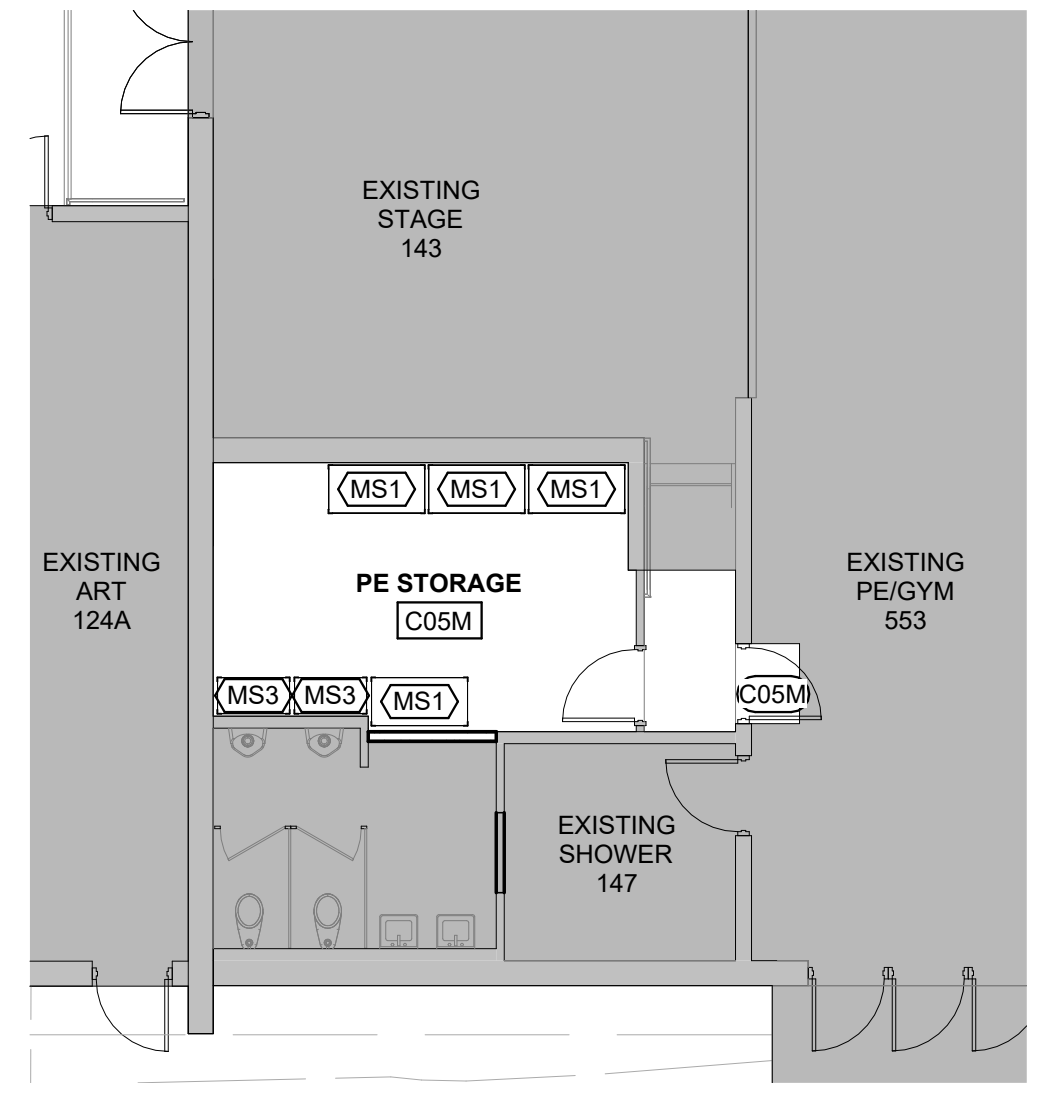 EXISTING
STAGE
143
MS1
MS1
MS1
EXISTING
ART
124A
PE STORAGE
C05M
EXISTING
PE/GYM
553
MS3
MS3
MS1
C05M
EXISTING
SHOWER
147